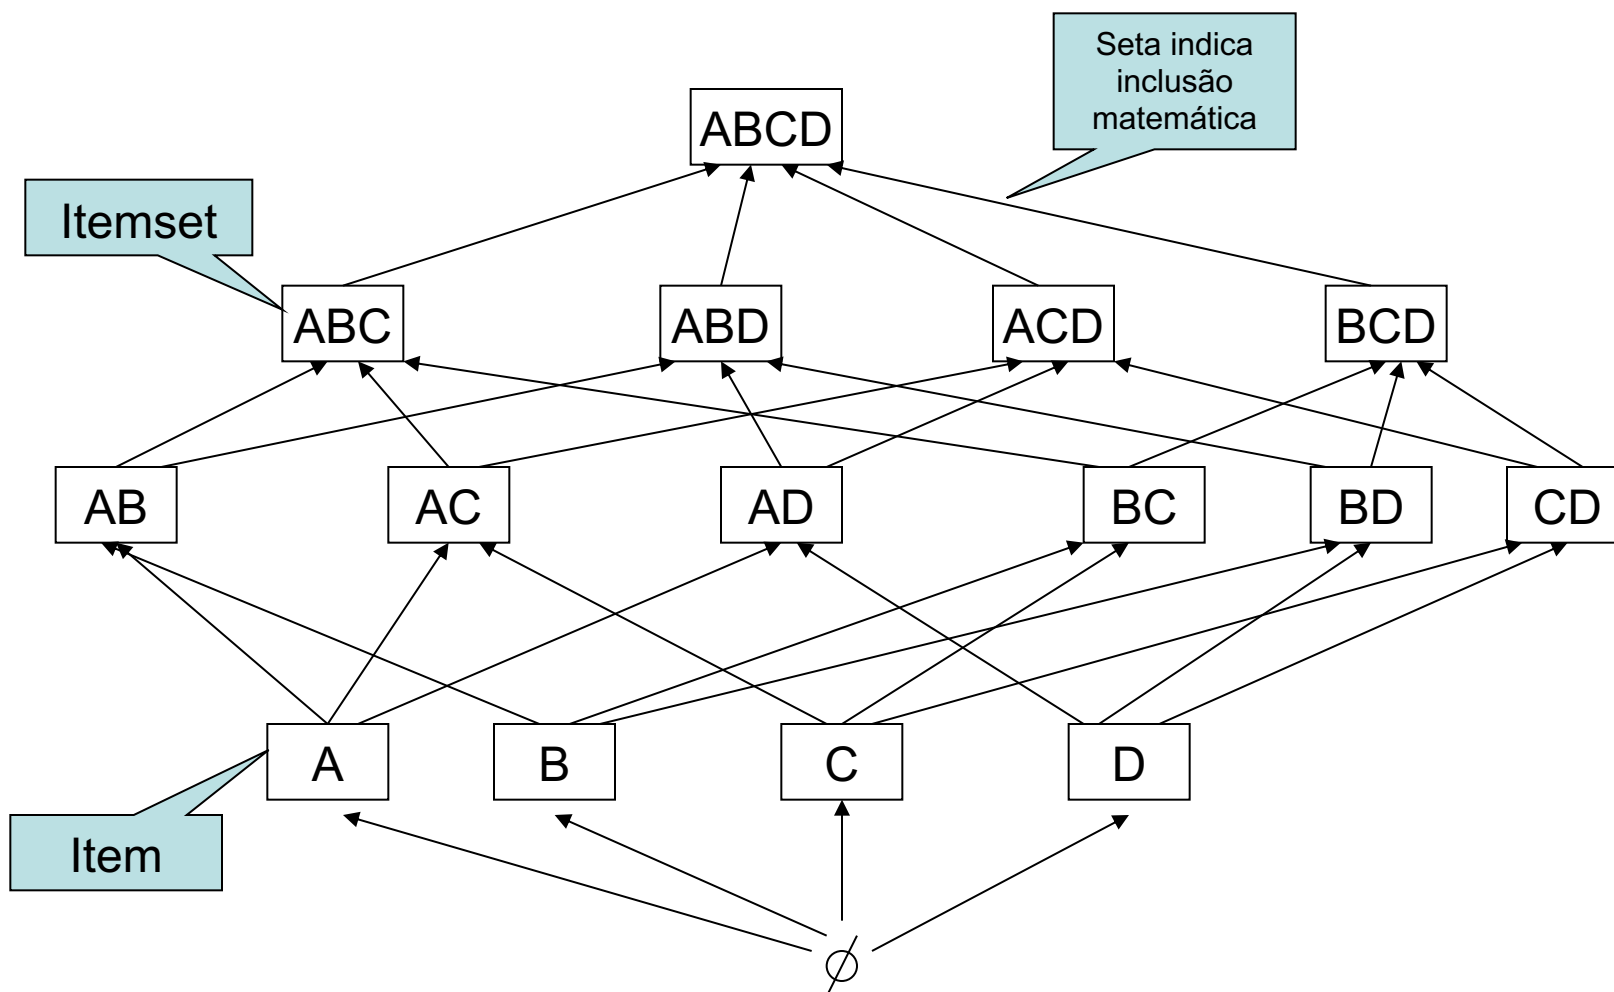 Seta indica
inclusão
matemática
ABCD
Itemset
ABC
ABD
ACD
BCD
AB
AC
AD
BC
BD
CD
A
B
C
D
Item
∅